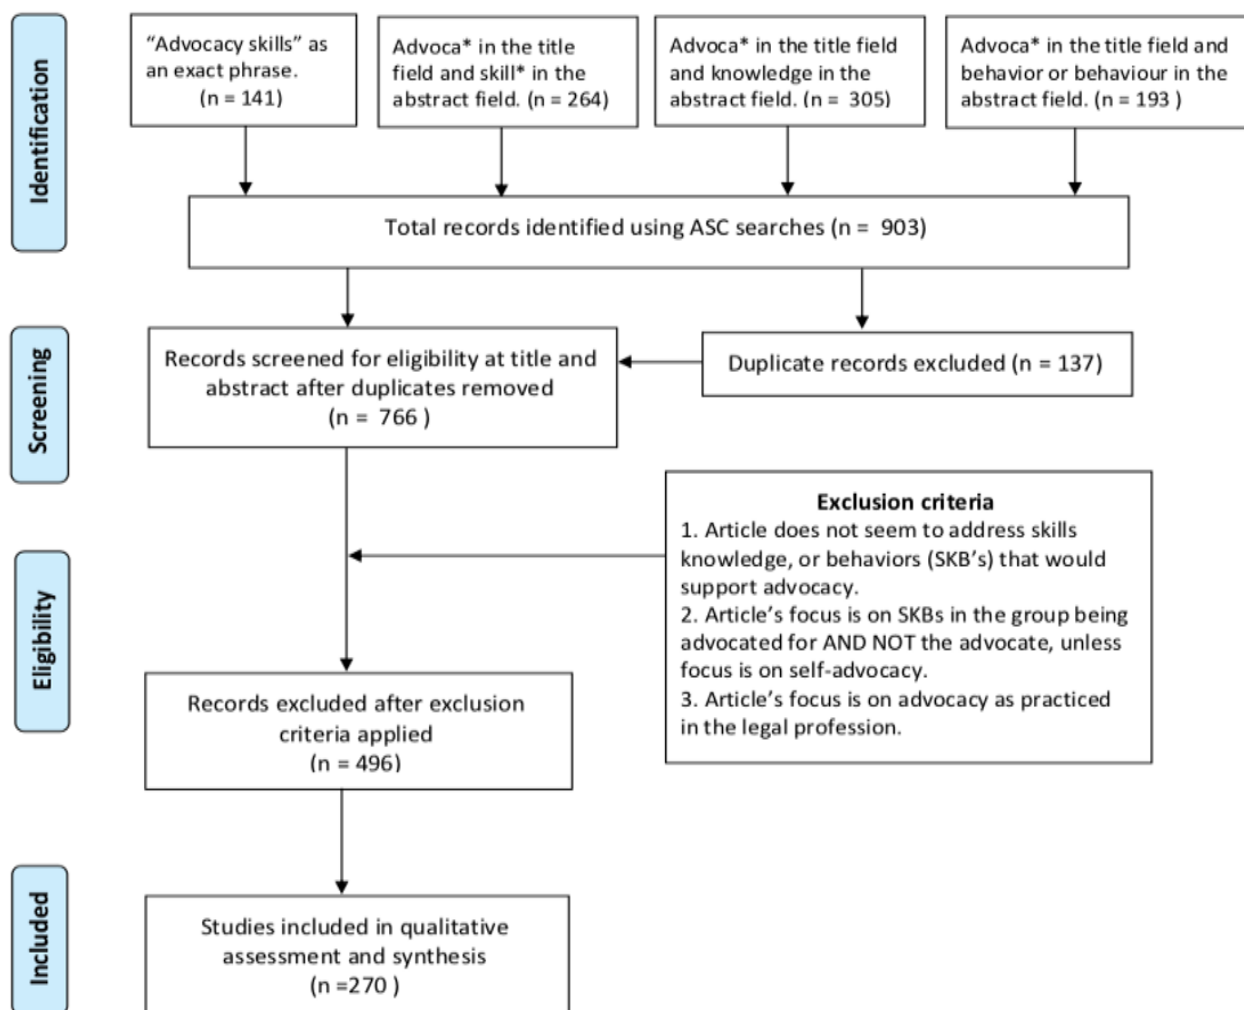 Identification
“Advocacy skills” as
an exact phrase.
(n = 141)
Advoca* in the title
field and skill* in the
abstract field. (n = 264)
Advoca* in the title field
and knowledge in the
abstract field. (n = 305)
Advoca* in the title field and
behavior or behaviour in the
abstract field. (n = 193 )
Total records identified using ASC searches (n = 903)
Screening
Records screened for eligibility at title and
abstract after duplicates removed
(n = 766 )
Duplicate records excluded (n = 137)
Eligibility
Exclusion criteria
1. Article does not seem to address skills
knowledge, or behaviors (SKB’s) that would
support advocacy.
2. Article’s focus is on SKBs in the group being
advocated for AND NOT the advocate, unless
focus is on self-advocacy.
3. Article’s focus is on advocacy as practiced
in the legal profession.
Records excluded after exclusion
criteria applied
(n = 496)
Included
Studies included in qualitative
assessment and synthesis
(n =270 )